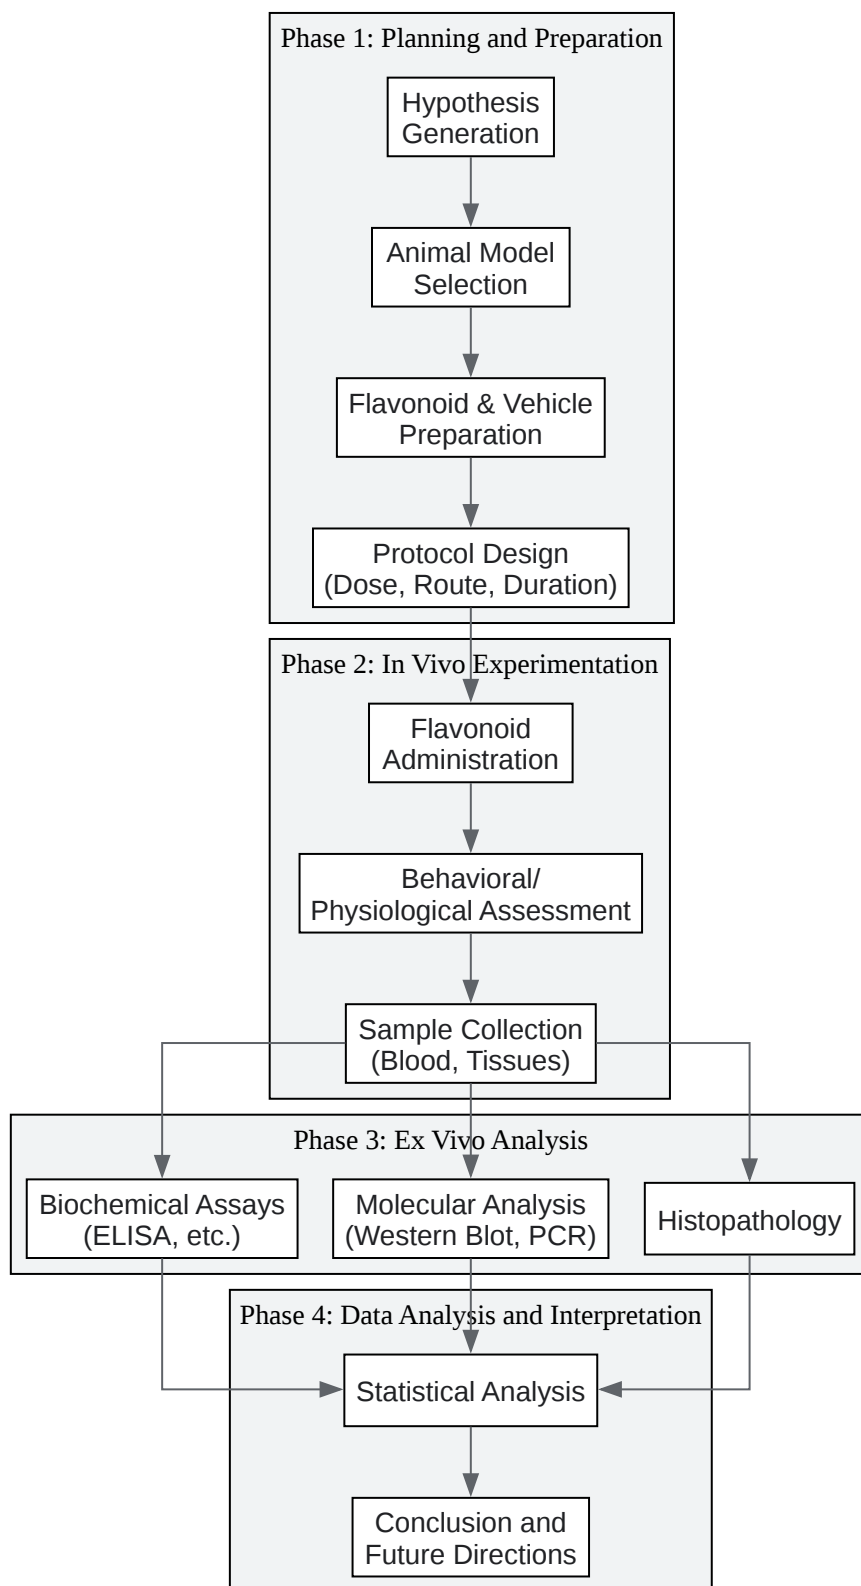 Phase 1: Planning and Preparation
Hypothesis
Generation
Animal Model
Selection
Flavonoid & Vehicle
Preparation
Protocol Design
(Dose, Route, Duration)
Phase 2: In Vivo Experimentation
Flavonoid
Administration
Behavioral/
Physiological Assessment
Sample Collection
(Blood, Tissues)
Phase 3: Ex Vivo Analysis
Biochemical Assays
(ELISA, etc.)
Molecular Analysis
(Western Blot, PCR)
Histopathology
Phase 4: Data Analysis and Interpretation
Statistical Analysis
Conclusion and
Future Directions